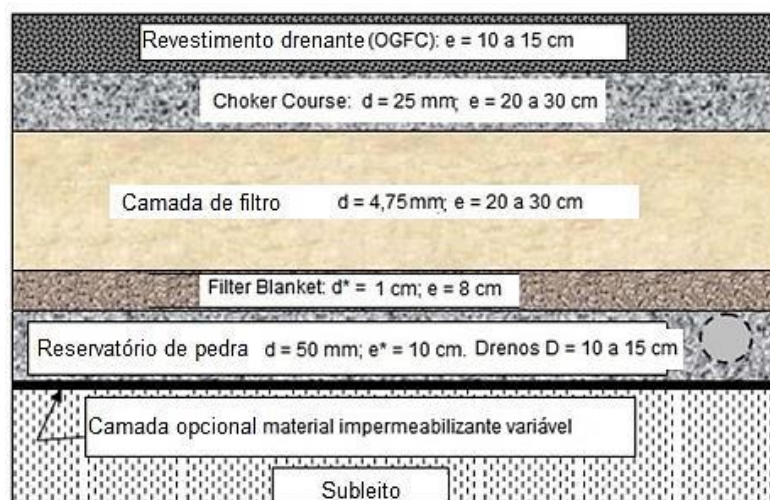 Revestimento drenante (OGFC): e = 10 a 15 cm
Choker Course: d = 25 mm; e = 20 a 30 cm
Camada de filtro d = 4,75mm; e = 20 a 30 cm
Filter Blanket: d* = 1 cm; e = 8 cm
Reservatório de pedra d = 50 mm; e* = 10 cm. Drenos D = 10 a 15 cm
Camada opcional material impermeabilizante variável
Subleito